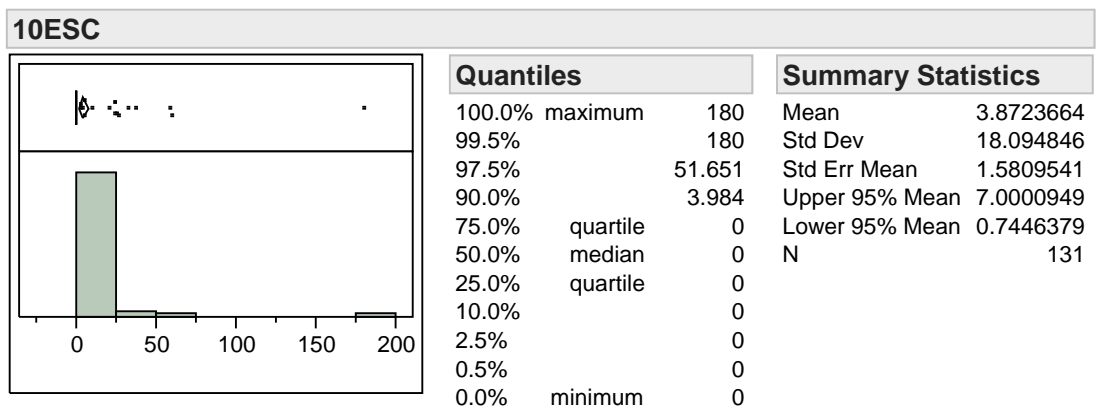 10ESC
0 50 100 150 200
Quantiles
100.0% maximum 180
99.5% 180
97.5% 51.651
90.0% 3.984
75.0% quartile 0
50.0% median 0
25.0% quartile 0
10.0% 0
2.5% 0
0.5% 0
0.0% minimum 0
Summary Statistics
Mean 3.8723664
Std Dev 18.094846
Std Err Mean 1.5809541
Upper 95% Mean 7.0000949
Lower 95% Mean 0.7446379
N 131